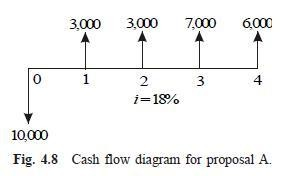 3,000 3,000 7,000 6,000
0 1 2 3 4
i=18%
10,000
Fig. 4.8 Cash flow diagram for proposal A.